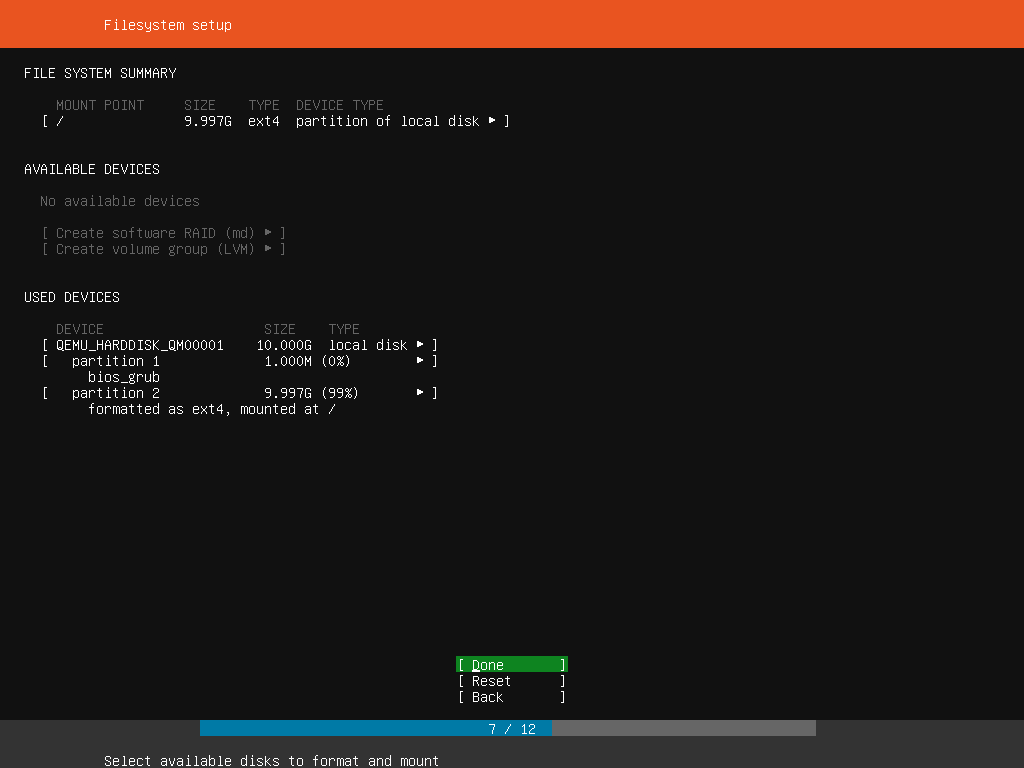 Filesystem setup
FILE SYSTEM SUMMARY
MOUNT POINT SIZE TYPE DEVICE TYPE
[ / 9.997G ext4 partition of local disk ▸ ]
AVAILABLE DEVICES
No available devices
[ Create software RAID (md) ▸ ]
[ Create volume group (LVM) ▸ ]
USED DEVICES
DEVICE SIZE TYPE
[ QEMU_HARDDISK_QM00001 10.000G local disk ▸ ]
[ partition 1 1.000M (0%) ▸ ]
bios_grub
[ partition 2 9.997G (99%) ▸ ]
formatted as ext4, mounted at /
[ Done ]
[ Reset ]
[ Back ]
7 / 12
Select available disks to format and mount